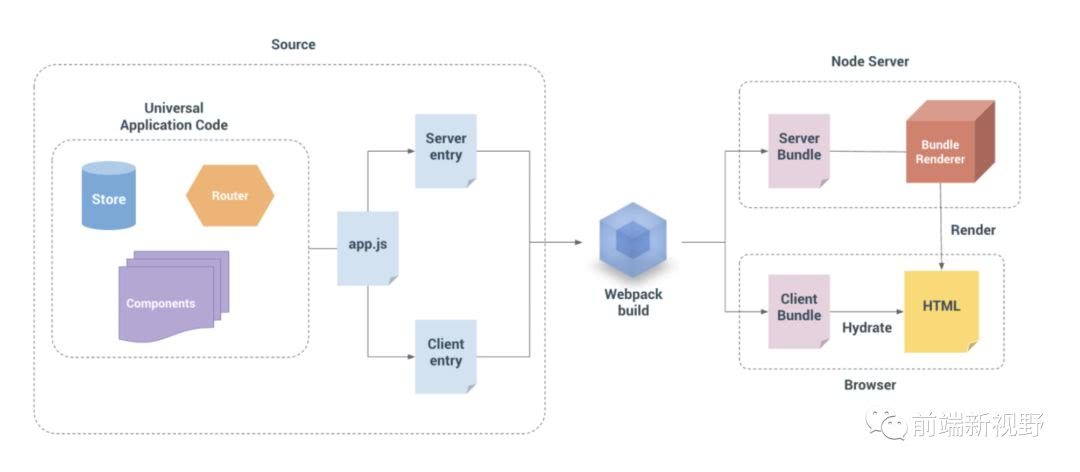 Source
Universal
Application Code
Store
Router
Components
app.js
Server
entry
Client
entry
Webpack
build
Node Server
Server
Bundle
Bundle
Renderer
Render
Client
Bundle
Hydrate
HTML
Browser
前端新视野